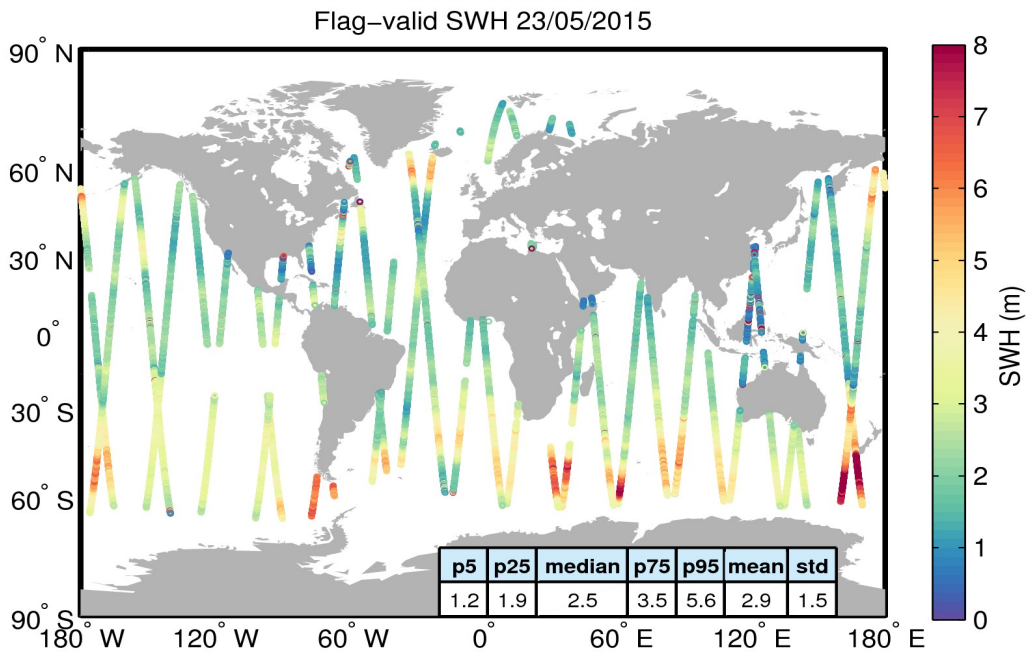 Flag−valid SWH 23/05/2015
90° N
60° N
30° N
0°
30° S
60° S
90° S
180° W
120° W
60° W
0°
60° E
120° E
180° E
p5 p25 median p75 p95 mean std
1.2 1.9 2.5 3.5 5.6 2.9 1.5
8
7
6
5
4
3
2
1
0
SWH (m)